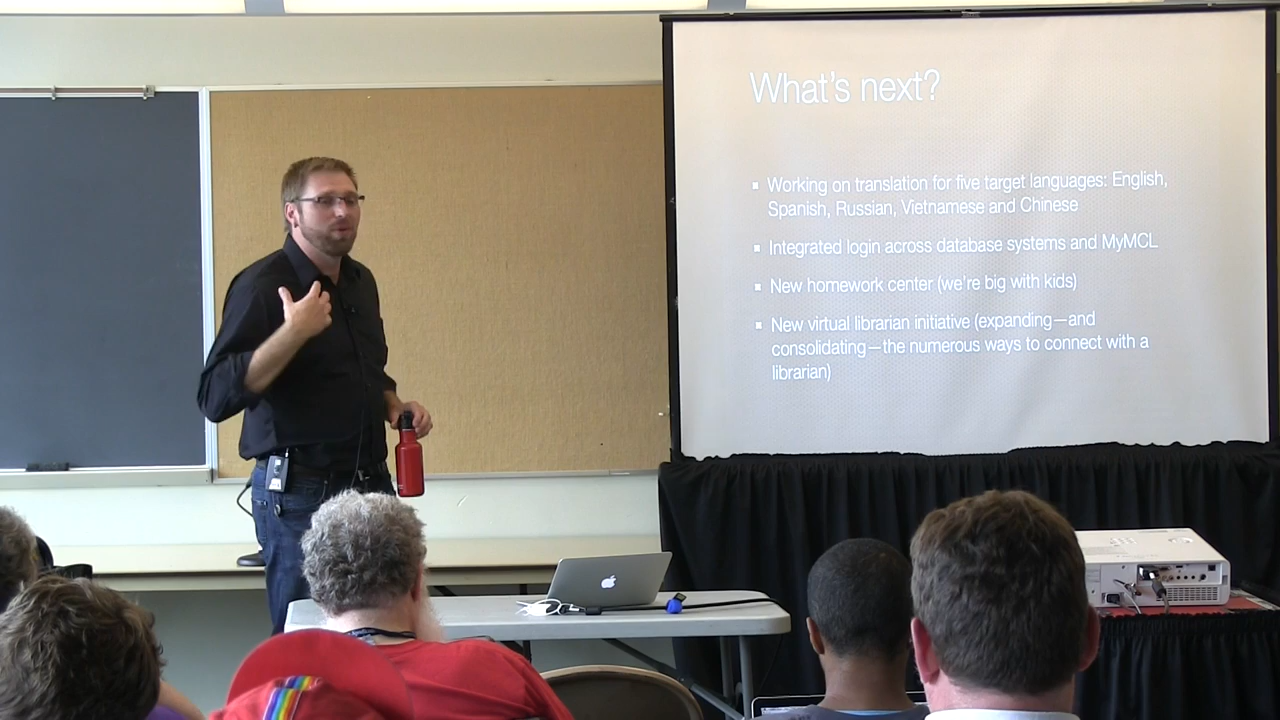 What's next?
Working on translation for five target languages: English,
Spanish, Russian, Vietnamese and Chinese
Integrated login across database systems and MyMCL
New homework center (we're big with kids)
New virtual librarian initiative (expanding—and
consolidating—the numerous ways to connect with a
librarian)